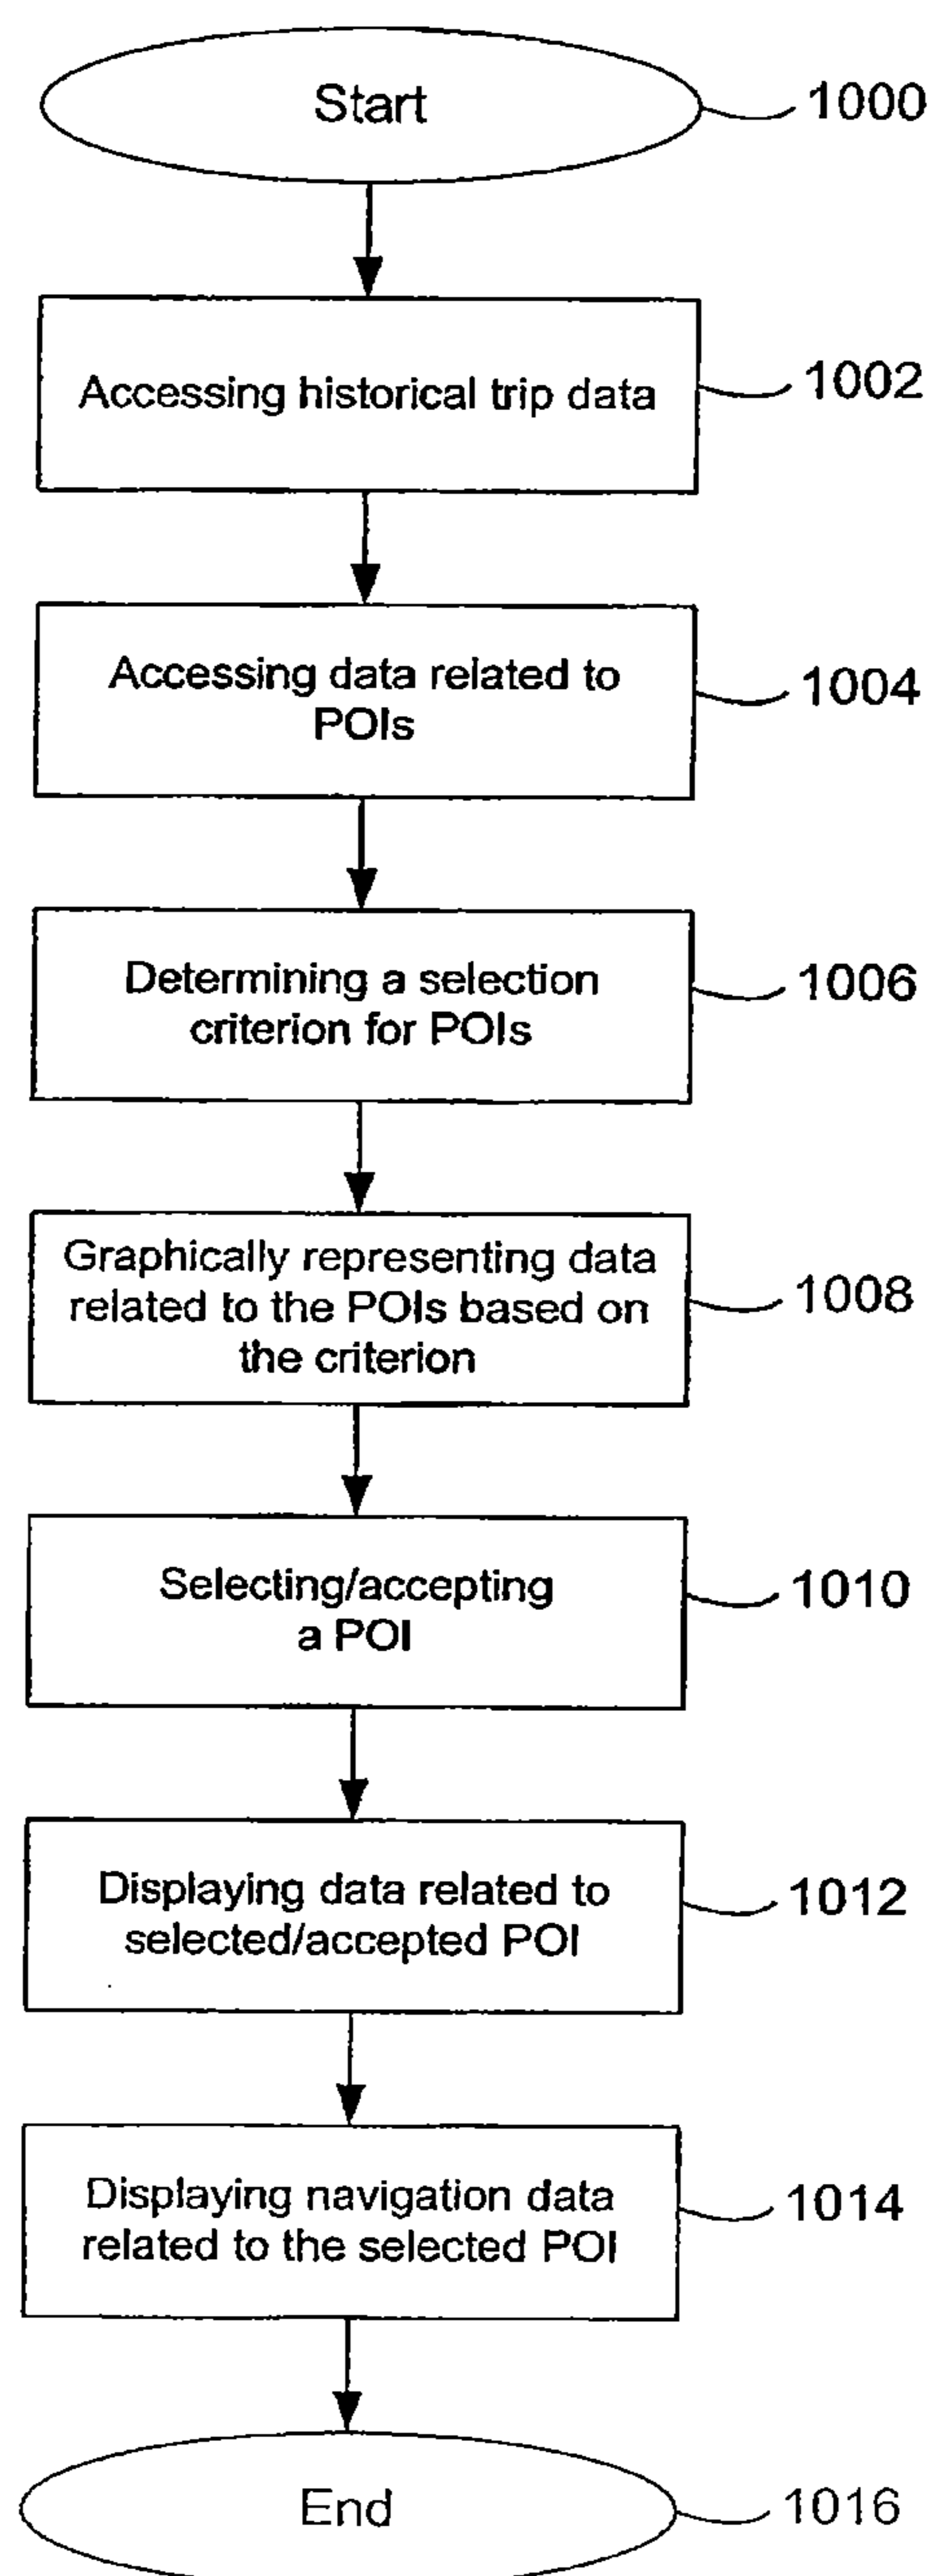 Start
1000
Accessing historical trip data
1002
Accessing data related to
POIs
1004
Determining a selection
criterion for POIs
1006
Graphically representing data
related to the POIs based on
the criterion
1008
Selecting/accepting
a POI
1010
Displaying data related to
selected/accepted POI
1012
Displaying navigation data
related to the selected POI
1014
End
1016